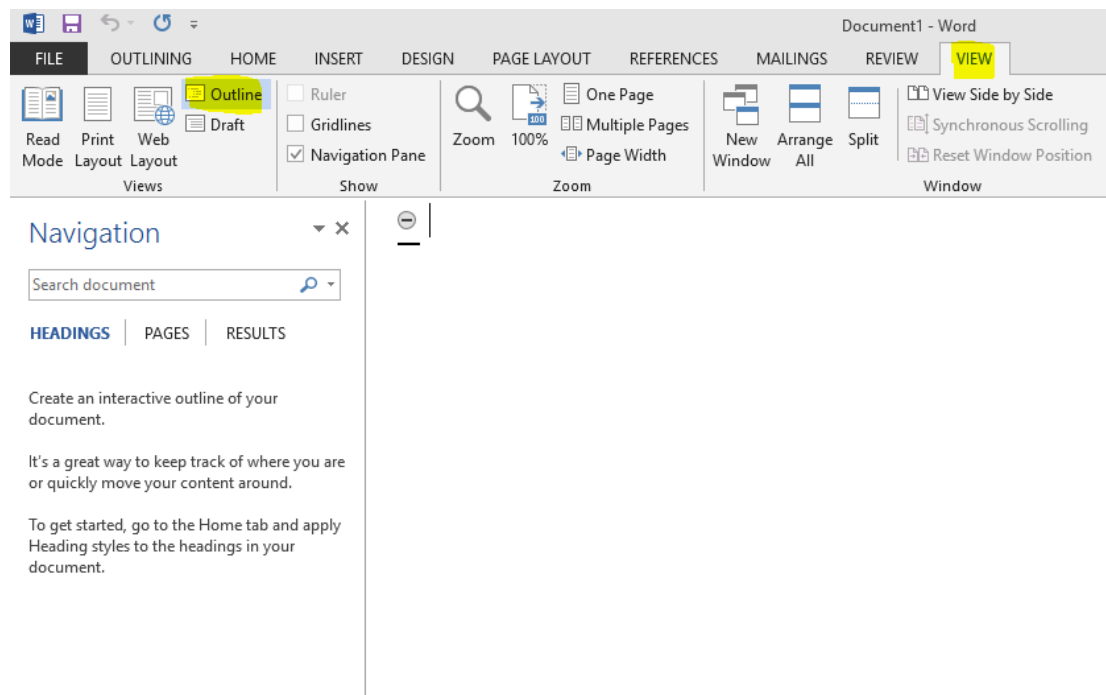 Document1 - Word
FILE OUTLINING HOME INSERT DESIGN PAGE LAYOUT REFERENCES MAILINGS REVIEW VIEW
Read Mode
Print Layout
Web Layout
Outline
Draft
Views
Ruler
Gridlines
Navigation Pane
Show
Zoom
100
100%
One Page
Multiple Pages
Page Width
Zoom
New Window
Arrange All
Split
View Side by Side
Synchronous Scrolling
Reset Window Position
Window
Navigation
Search document
HEADINGS PAGES RESULTS
Create an interactive outline of your
document.
It's a great way to keep track of where you are
or quickly move your content around.
To get started, go to the Home tab and apply
Heading styles to the headings in your
document.